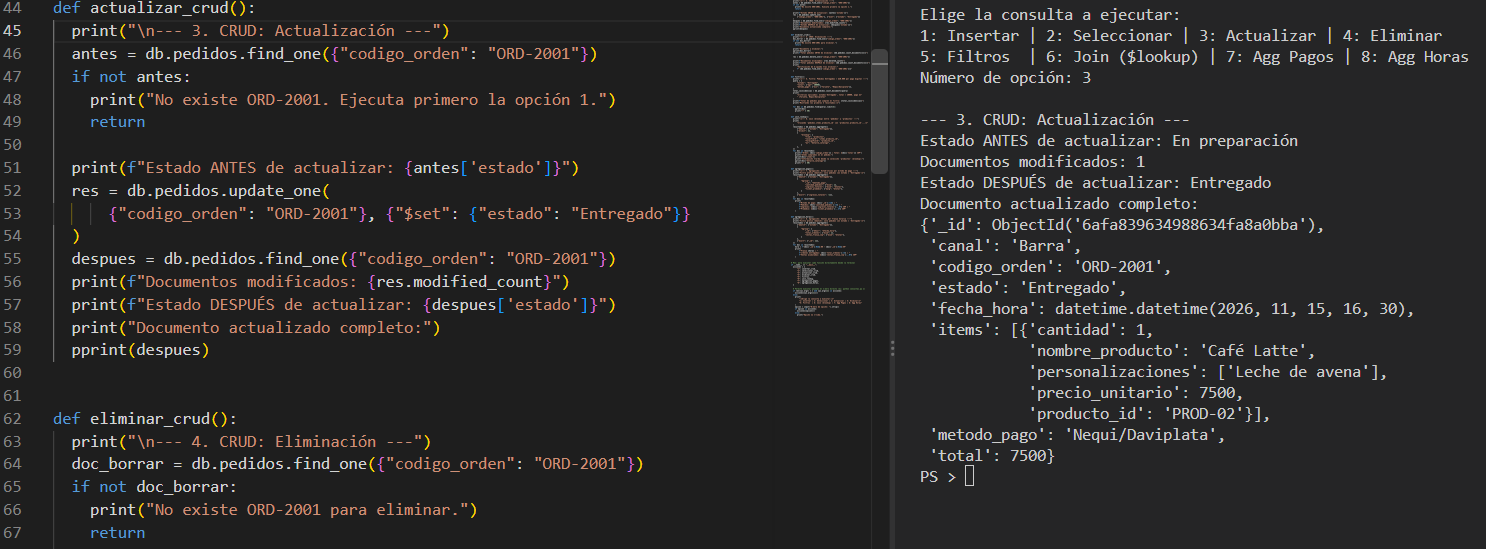 44 def actualizar_crud():
45 print("\n--- 3. CRUD: Actualización ---")
46 antes = db.pedidos.find_one({"codigo_orden": "ORD-2001"})
47 if not antes:
48 print("No existe ORD-2001. Ejecuta primero la opción 1.")
49 return
50
51 print(f"Estado ANTES de actualizar: {antes['estado']}")
52 res = db.pedidos.update_one(
53 {"codigo_orden": "ORD-2001"}, {"$set": {"estado": "Entregado"}}
54 )
55 despues = db.pedidos.find_one({"codigo_orden": "ORD-2001"})
56 print(f"Documentos modificados: {res.modified_count}")
57 print(f"Estado DESPUÉS de actualizar: {despues['estado']}")
58 print("Documento actualizado completo:")
59 pprint(despues)
60
61
62 def eliminar_crud():
63 print("\n--- 4. CRUD: Eliminación ---")
64 doc_borrar = db.pedidos.find_one({"codigo_orden": "ORD-2001"})
65 if not doc_borrar:
66 print("No existe ORD-2001 para eliminar.")
67 return
Elige la consulta a ejecutar:
1: Insertar | 2: Seleccionar | 3: Actualizar | 4: Eliminar
5: Filtros | 6: Join ($lookup) | 7: Agg Pagos | 8: Agg Horas
Número de opción: 3
--- 3. CRUD: Actualización ---
Estado ANTES de actualizar: En preparación
Documentos modificados: 1
Estado DESPUÉS de actualizar: Entregado
Documento actualizado completo:
{'_id': ObjectId('6afa839634988634fa8a0bba'),
'canal': 'Barra',
'codigo_orden': 'ORD-2001',
'estado': 'Entregado',
'fecha_hora': datetime.datetime(2026, 11, 15, 16, 30),
'items': [{'cantidad': 1,
'nombre_producto': 'Café Latte',
'personalizaciones': ['Leche de avena'],
'precio_unitario': 7500,
'producto_id': 'PROD-02'}],
'metodo_pago': 'Nequi/Daviplata',
'total': 7500}
PS >